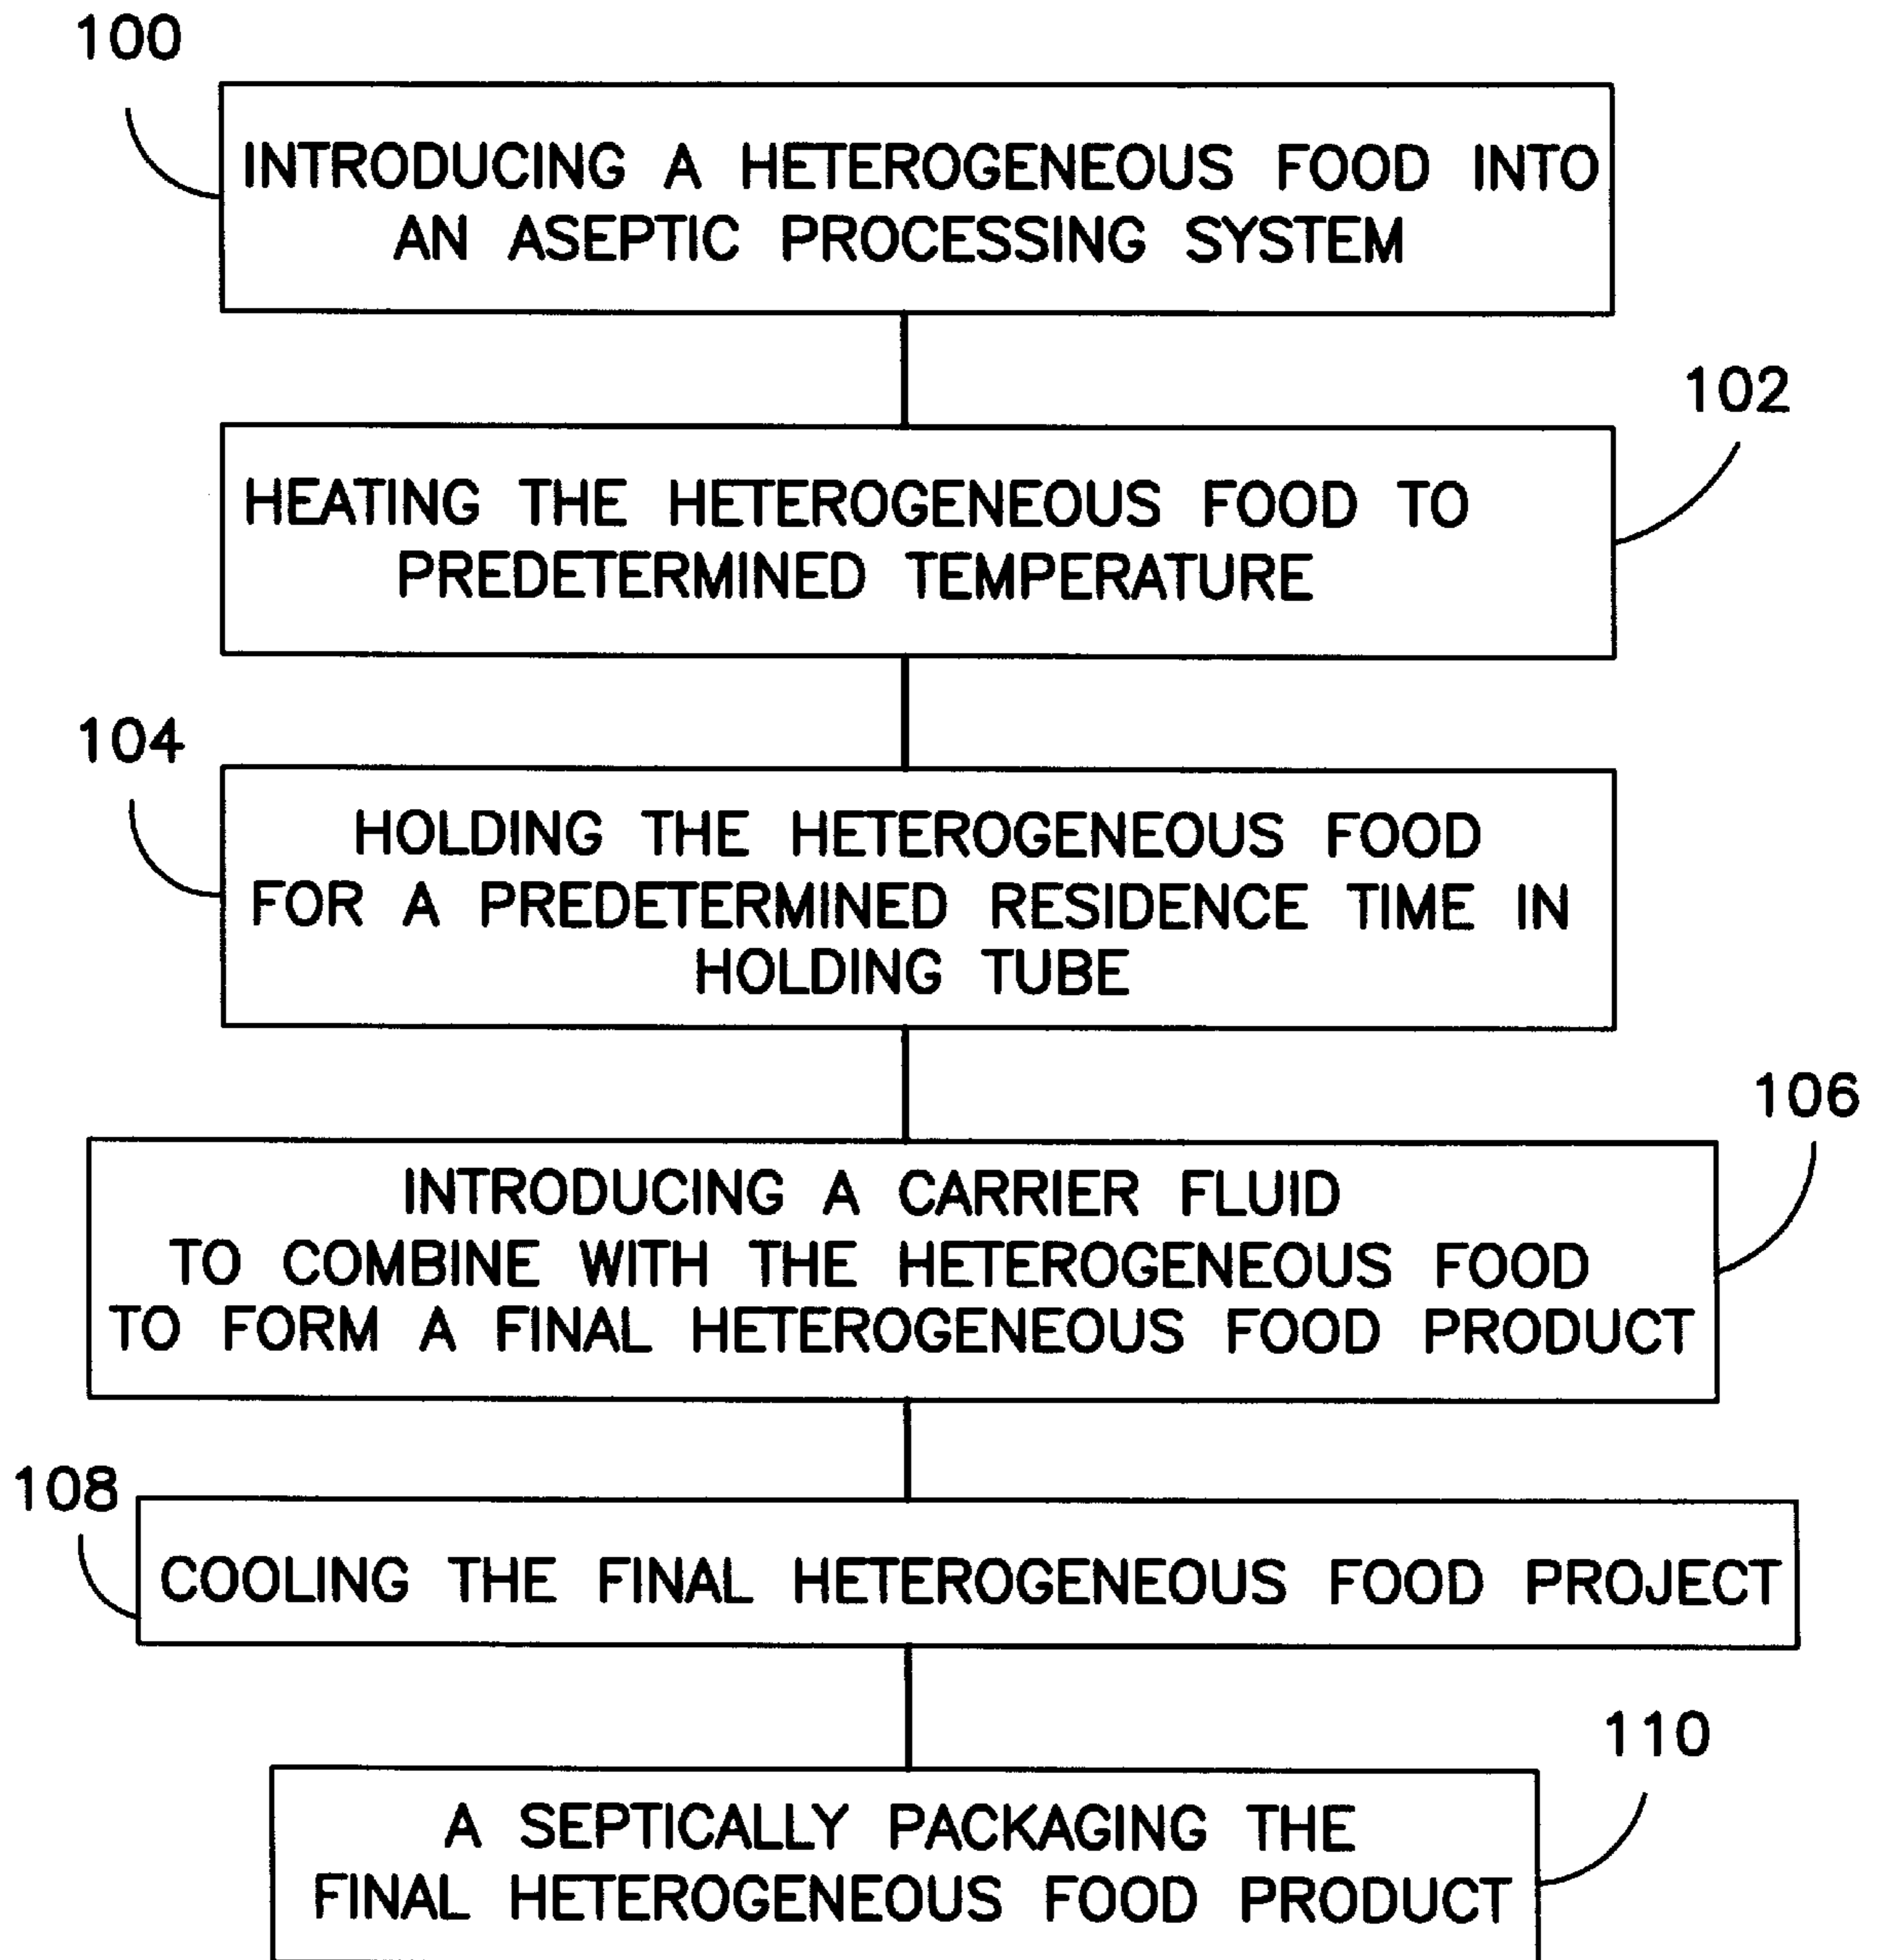 100
INTRODUCING A HETEROGENEOUS FOOD INTO
AN ASEPTIC PROCESSING SYSTEM
102
HEATING THE HETEROGENEOUS FOOD TO
PREDETERMINED TEMPERATURE
104
HOLDING THE HETEROGENEOUS FOOD
FOR A PREDETERMINED RESIDENCE TIME IN
HOLDING TUBE
106
INTRODUCING A CARRIER FLUID
TO COMBINE WITH THE HETEROGENEOUS FOOD
TO FORM A FINAL HETEROGENEOUS FOOD PRODUCT
108
COOLING THE FINAL HETEROGENEOUS FOOD PROJECT
110
A SEPTICALLY PACKAGING THE
FINAL HETEROGENEOUS FOOD PRODUCT